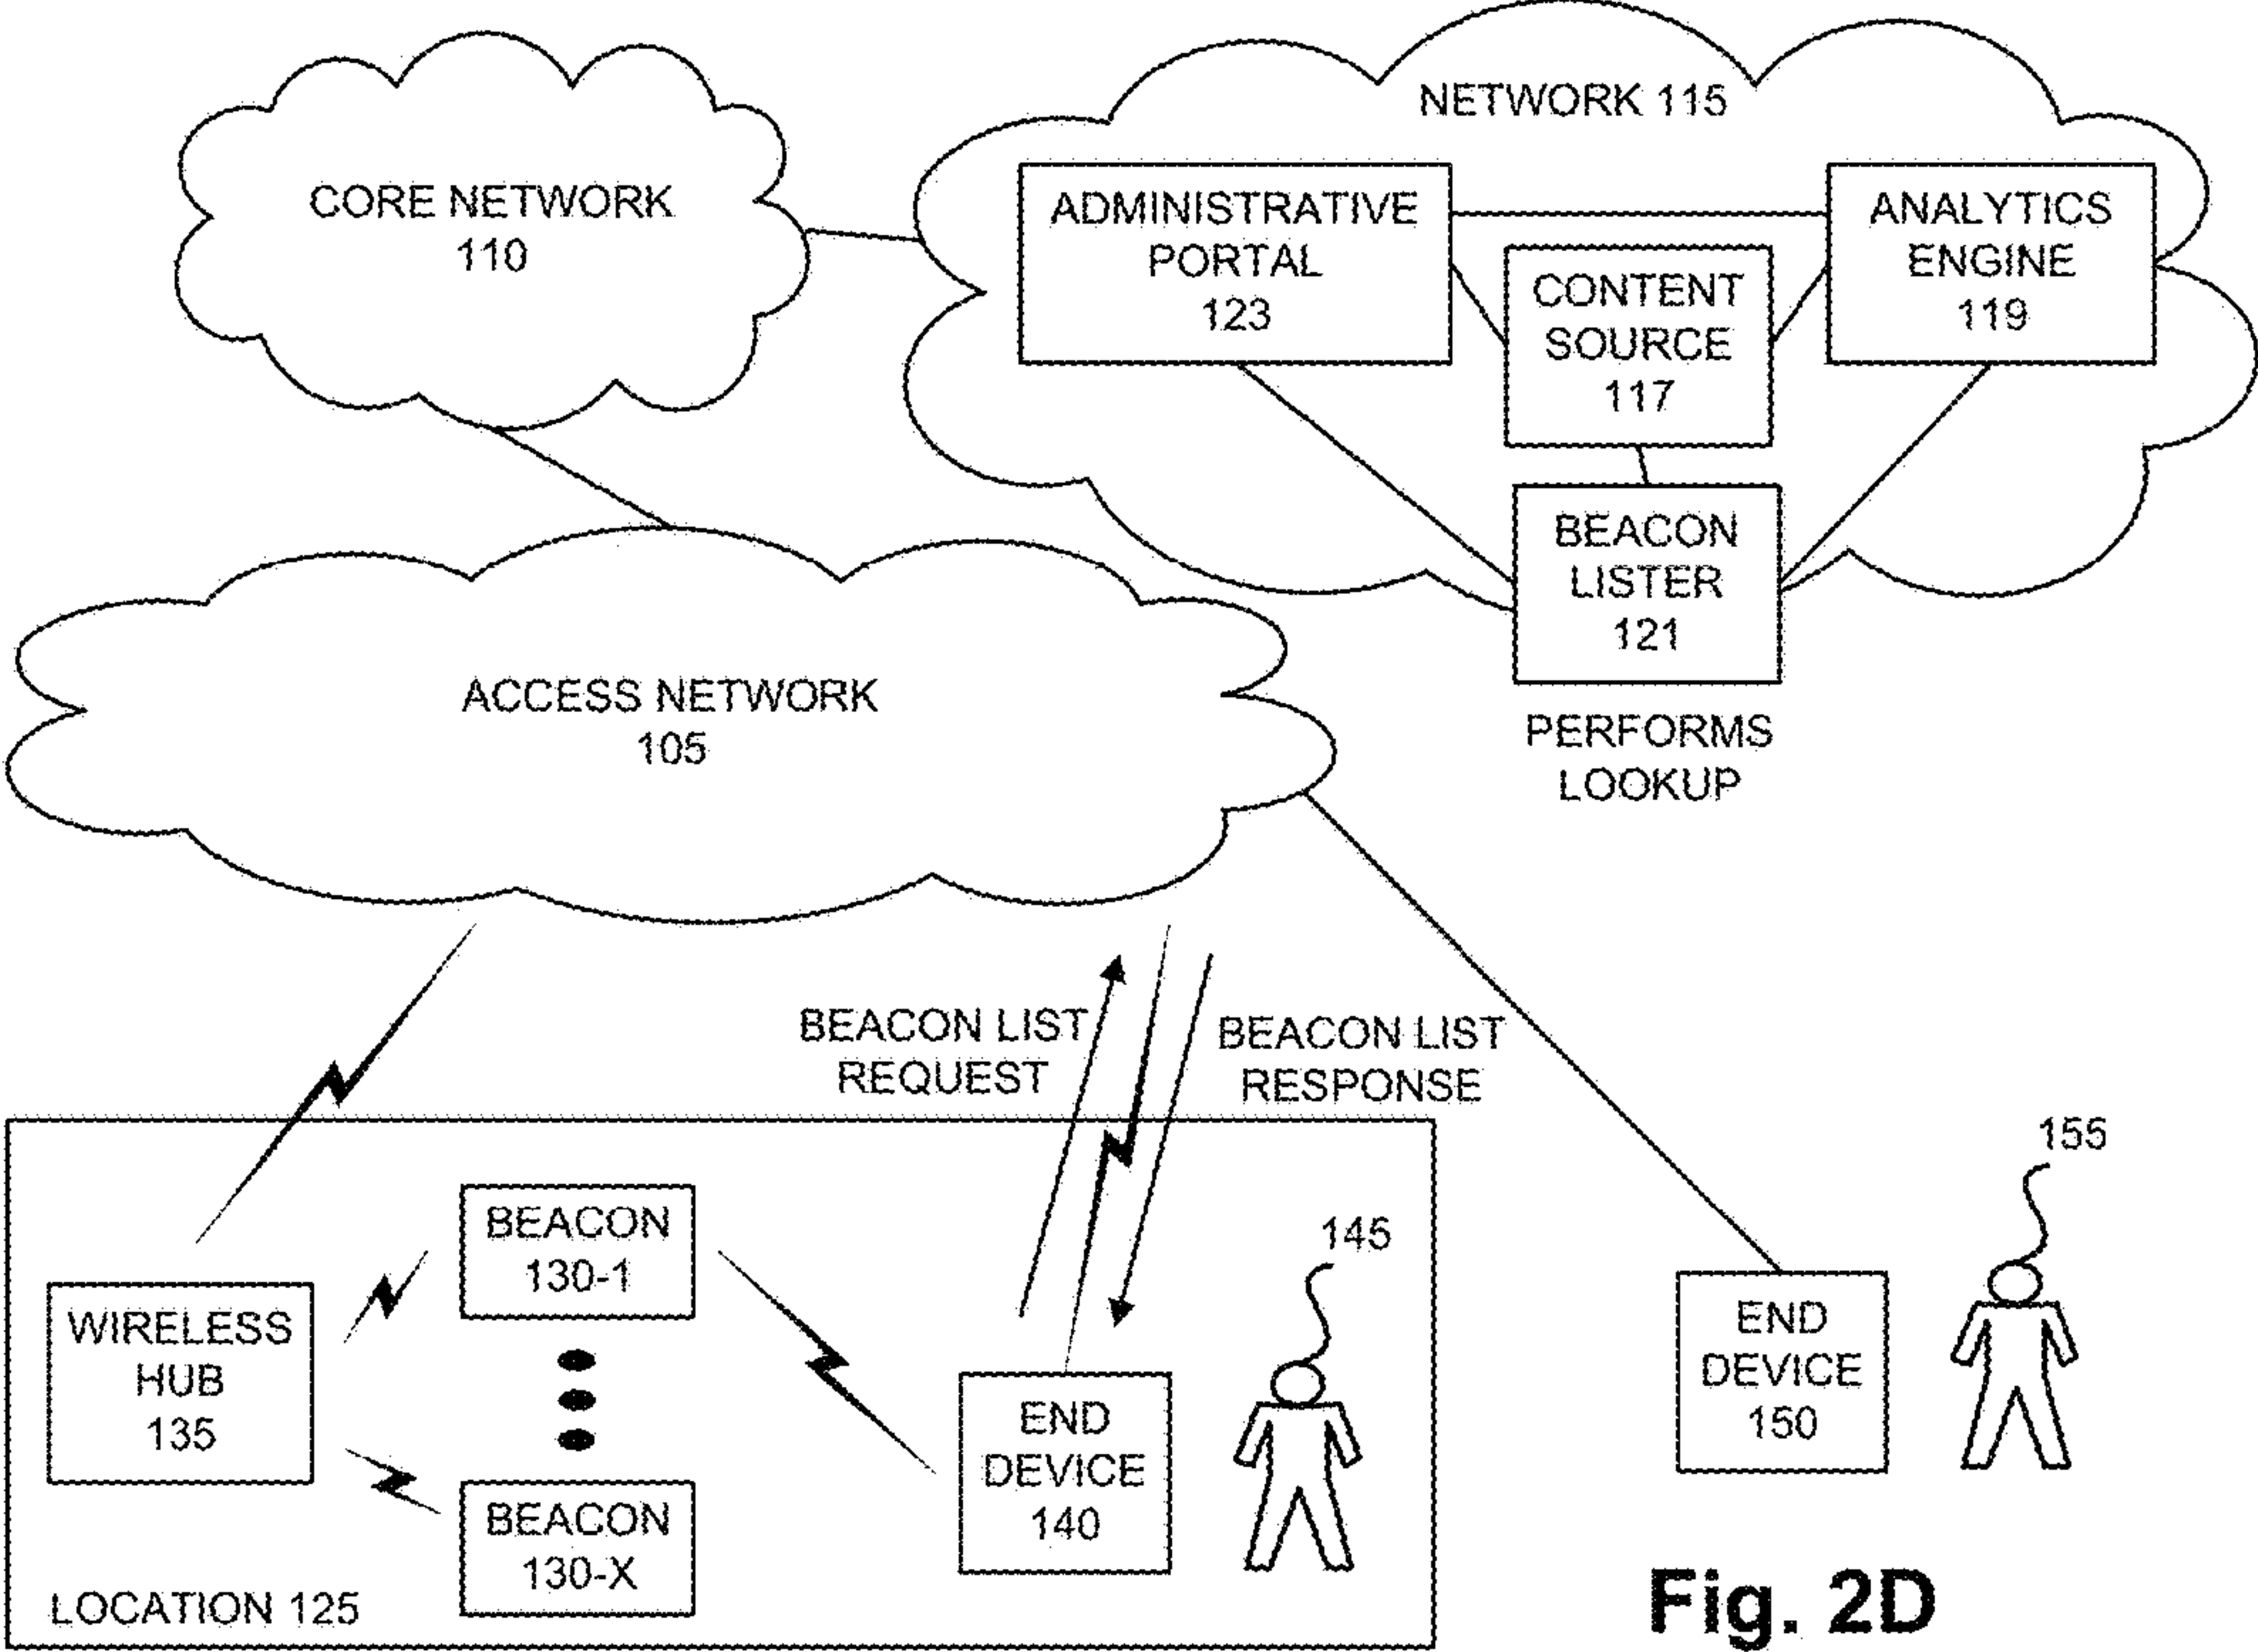 NETWORK 115
CORE NETWORK
110
ADMINISTRATIVE
PORTAL
123
CONTENT
SOURCE
117
ANALYTICS
ENGINE
119
BEACON
LISTER
121
PERFORMS
LOOKUP
ACCESS NETWORK
105
BEACON LIST
REQUEST
BEACON LIST
RESPONSE
WIRELESS
HUB
135
BEACON
130-1
BEACON
130-X
END
DEVICE
140
145
LOCATION 125
END
DEVICE
150
155
Fig. 2D